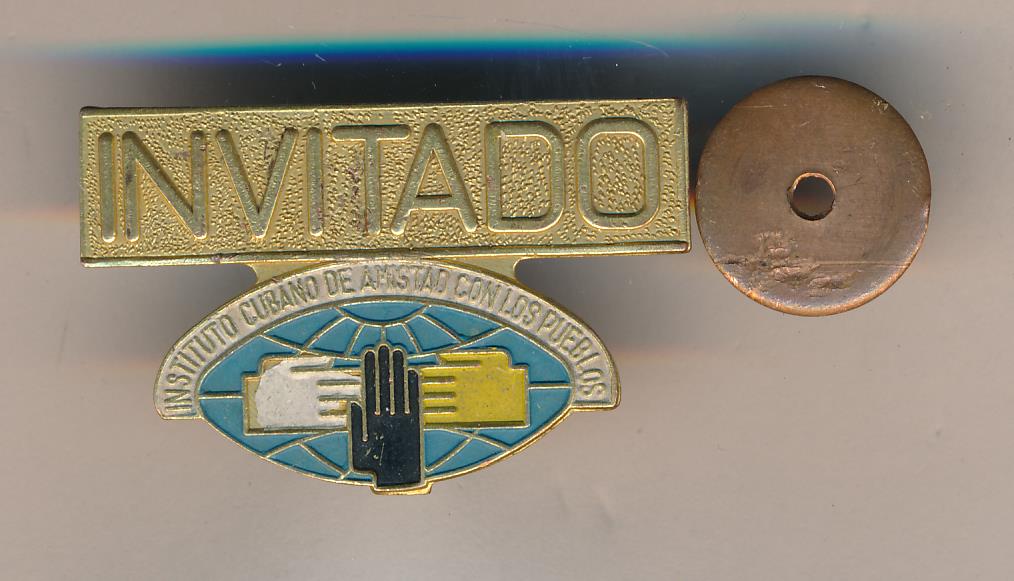 INVITADO
INSTITUTO CUBANO DE AMISTAD CON LOS PUEBLOS